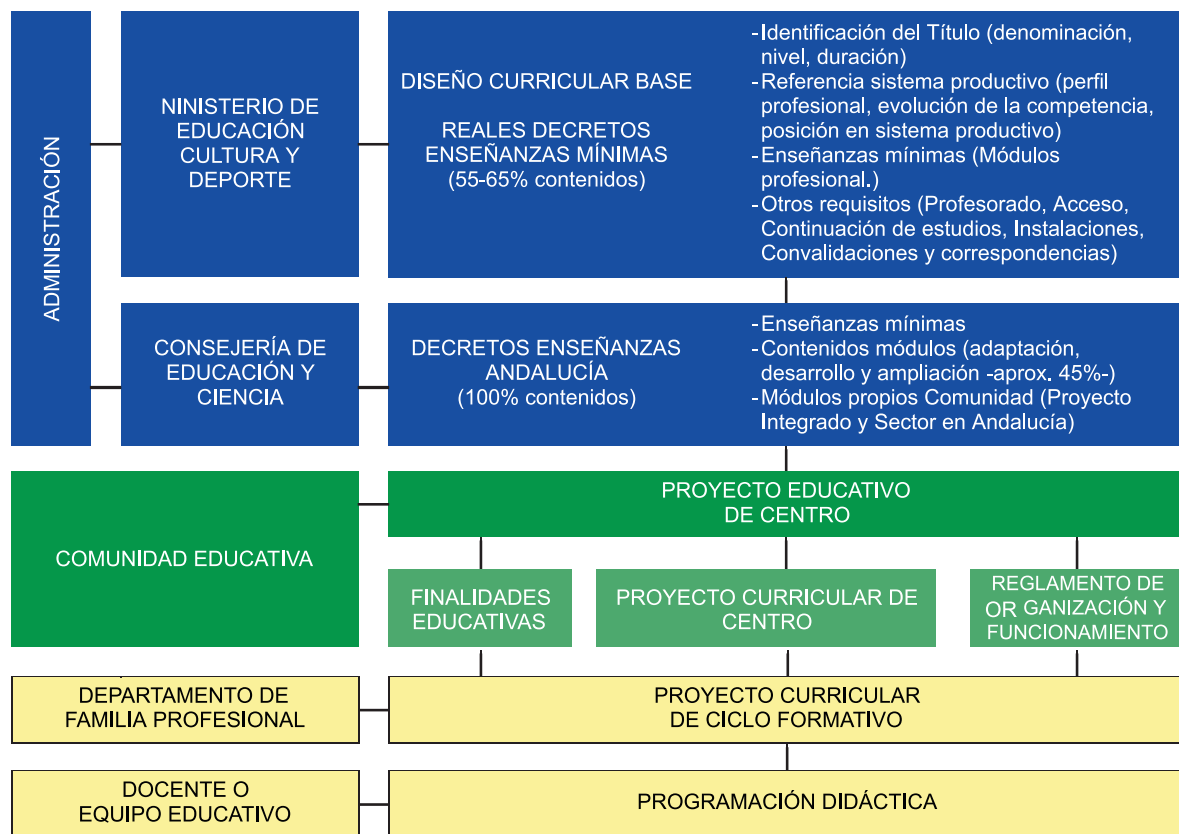 ADMINISTRACIÓN
NINISTERIO DE
EDUCACIÓN
CULTURA Y
DEPORTE
DISEÑO CURRICULAR BASE
REALES DECRETOS
ENSEÑANZAS MÍNIMAS
(55-65% contenidos)
-Identificación del Título (denominación,
nivel, duración)
-Referencia sistema productivo (perfil
profesional, evolución de la competencia,
posición en sistema productivo)
-Enseñanzas mínimas (Módulos
profesional.)
-Otros requisitos (Profesorado, Acceso,
Continuación de estudios, Instalaciones,
Convalidaciones y correspondencias)
CONSEJERÍA DE
EDUCACIÓN Y
CIENCIA
DECRETOS ENSEÑANZAS
ANDALUCÍA
(100% contenidos)
-Enseñanzas mínimas
-Contenidos módulos (adaptación,
desarrollo y ampliación -aprox. 45%-)
-Módulos propios Comunidad (Proyecto
Integrado y Sector en Andalucía)
COMUNIDAD EDUCATIVA
PROYECTO EDUCATIVO
DE CENTRO
FINALIDADES
EDUCATIVAS
PROYECTO CURRICULAR DE
CENTRO
REGLAMENTO DE
OR GANIZACIÓN Y
FUNCIONAMIENTO
DEPARTAMENTO DE
FAMILIA PROFESIONAL
PROYECTO CURRICULAR
DE CICLO FORMATIVO
DOCENTE O
EQUIPO EDUCATIVO
PROGRAMACIÓN DIDÁCTICA